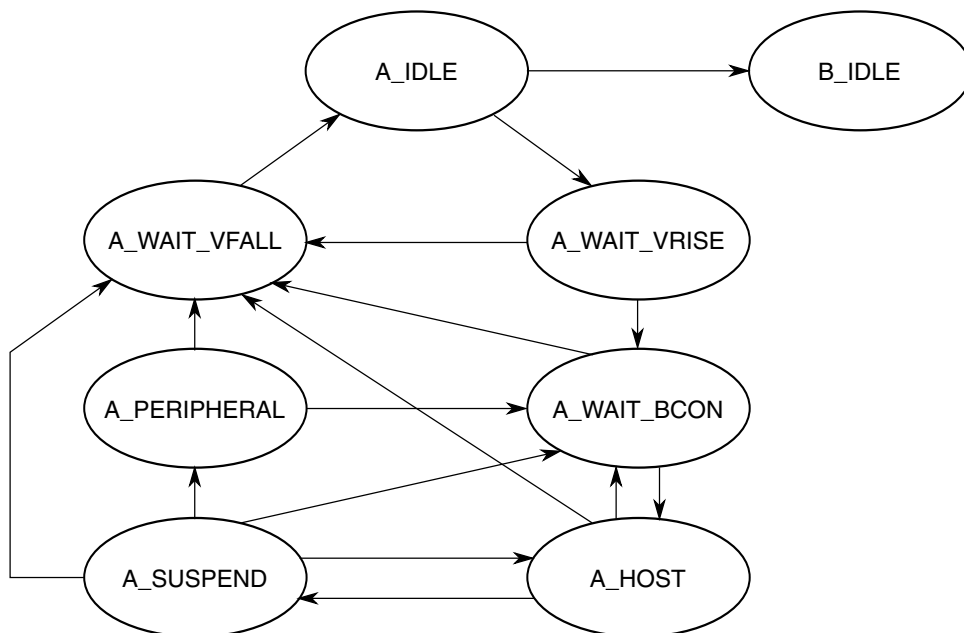 A_IDLE
B_IDLE
A_WAIT_VFALL
A_WAIT_VRISE
A_PERIPHERAL
A_WAIT_BCON
A_SUSPEND
A_HOST